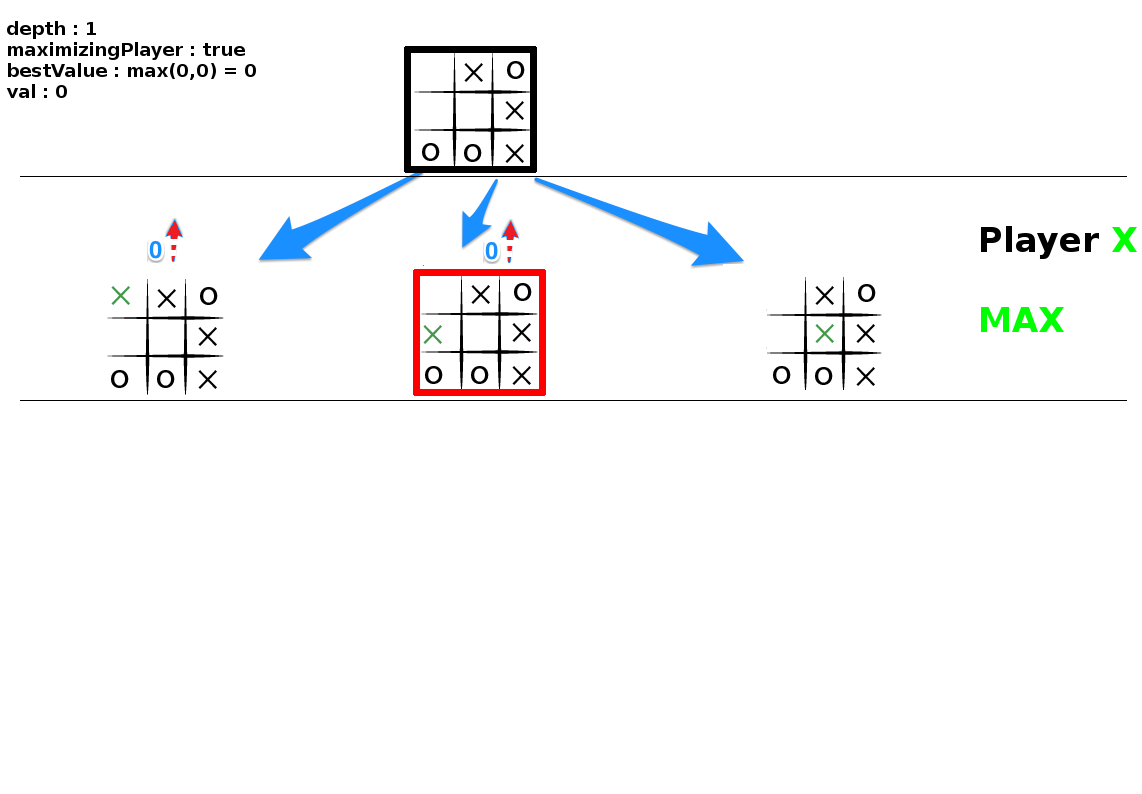 depth : 1
maximizingPlayer : true
bestValue : max(0,0) = 0
val : 0
X O
X
O O X
Player X
0 0
MAX
X X O
X
O O X
X O
X X
O O X
X O
X X
O O X